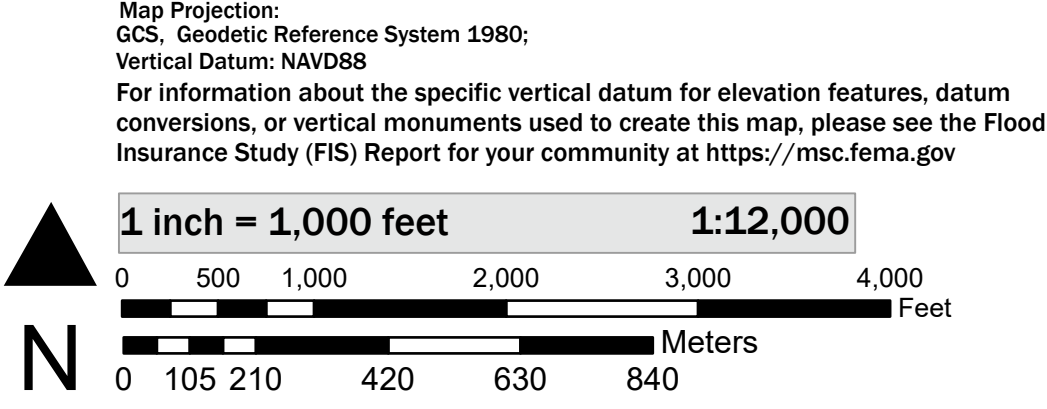 Map Projection:
GCS, Geodetic Reference System 1980;
Vertical Datum: NAVD88
For information about the specific vertical datum for elevation features, datum
conversions, or vertical monuments used to create this map, please see the Flood
Insurance Study (FIS) Report for your community at https://msc.fema.gov
1 inch = 1,000 feet 1:12,000
0 500 1,000 2,000 3,000 4,000
Feet
N
Meters
0 105 210 420 630 840